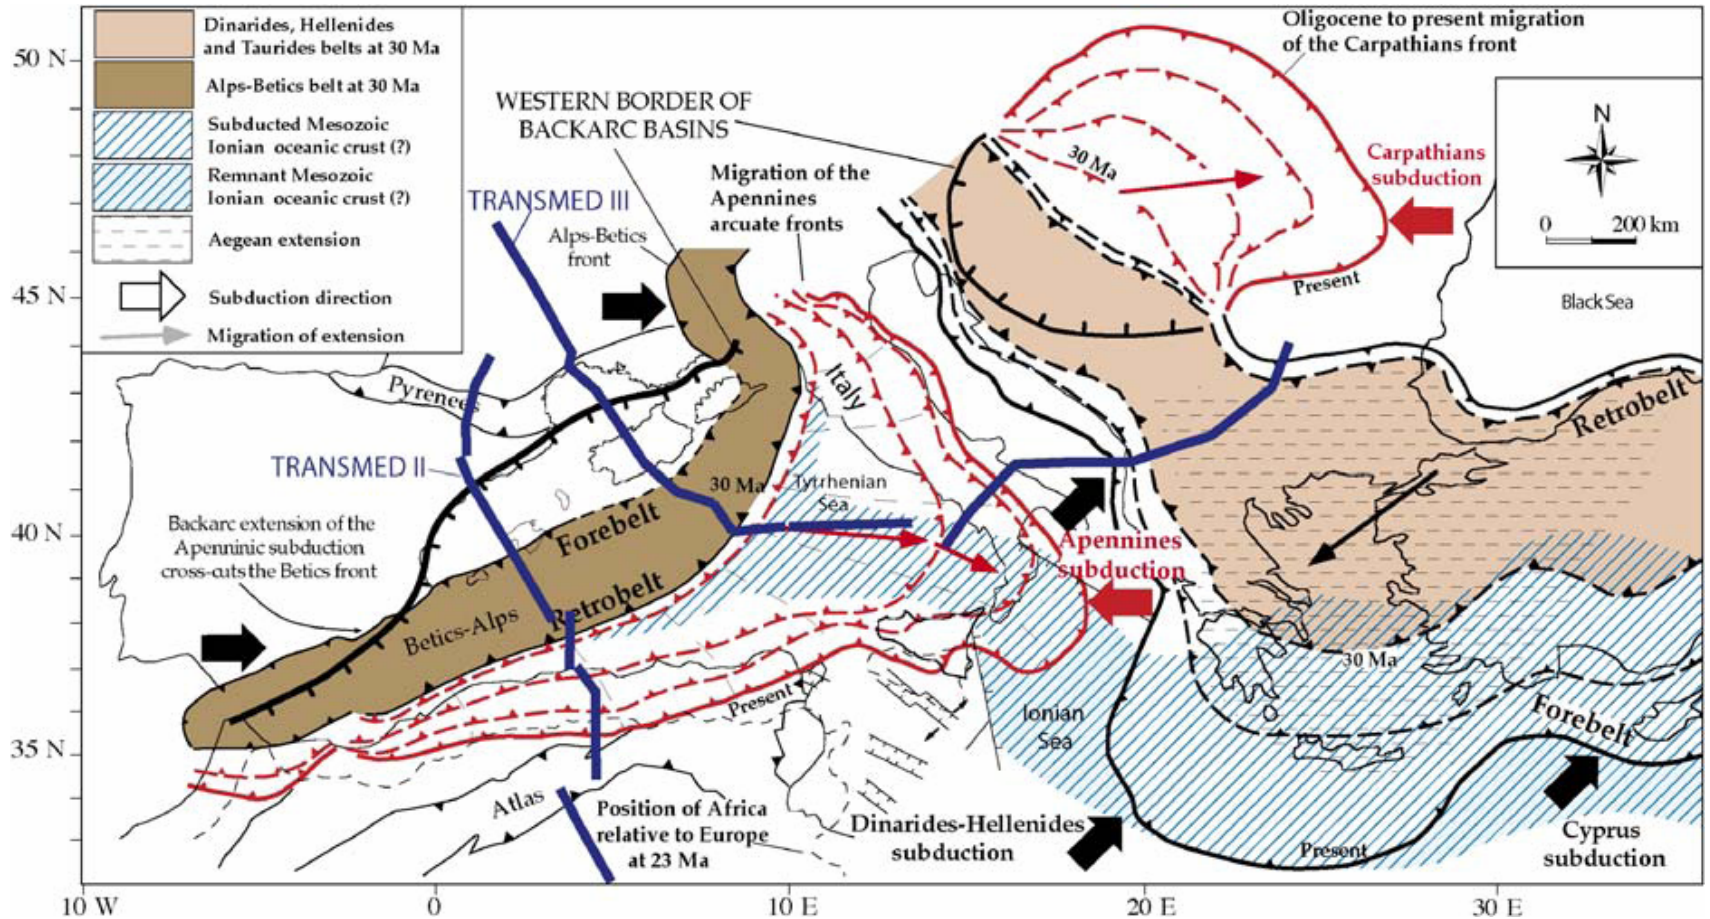 Dinarides, Hellenides
and Taurides belts at 30 Ma
Alps-Betics belt at 30 Ma
Subducted Mesozoic
Ionian oceanic crust (?)
Remnant Mesozoic
Ionian oceanic crust (?)
Aegean extension
Subduction direction
Migration of extension
50 N
45 N
40 N
35 N
10 W
0
10 E
20 E
30 E
WESTERN BORDER OF
BACKARC BASINS
TRANSMED III
Alps-Betics
front
Migration of the
Apennines
arcuate fronts
Oligocene to present migration
of the Carpathians front
30 Ma
Carpathians
subduction
Present
N
0 200 km
Black Sea
Pyrenees
TRANSMED II
Italy
30 Ma
Tyrrhenian
Sea
Retrobelt
Backarc extension of the
Apenninic subduction
cross-cuts the Betics front
Forebelt
Retrobelt
Betics-Alps
Apennines
subduction
30 Ma
Present
Ionian
Sea
Forebelt
Atlas
Position of Africa
relative to Europe
at 23 Ma
Dinarides-Hellenides
subduction
Present
Cyprus
subduction